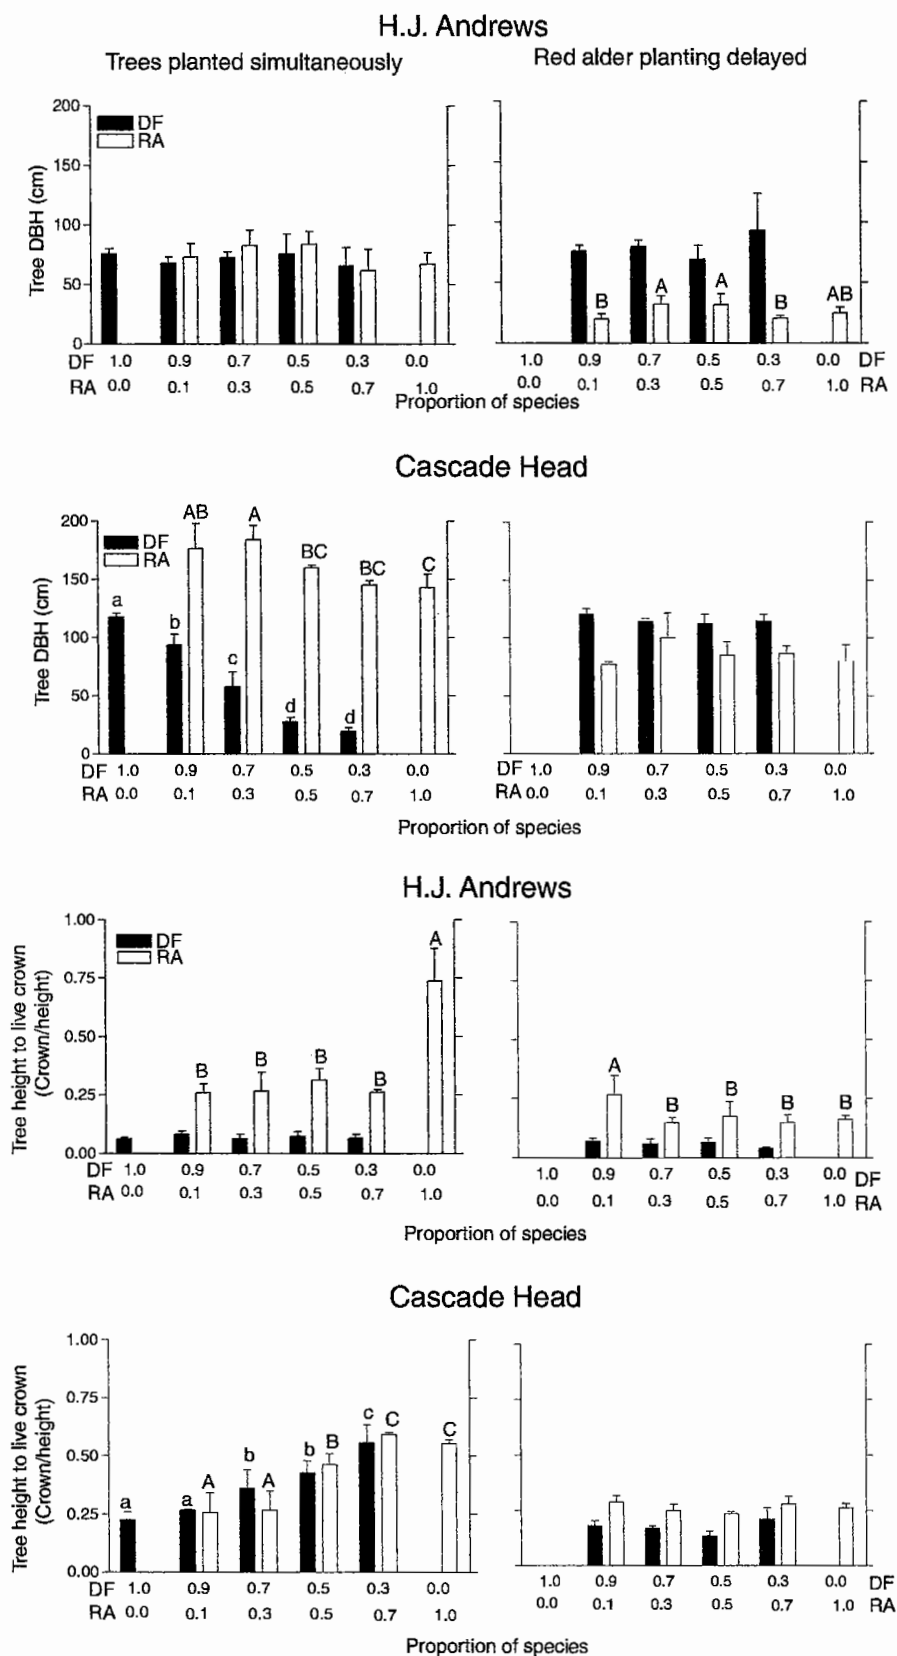 H.J. Andrews
Trees planted simultaneously
Red alder planting delayed
200
150
100
50
0
Tree DBH (cm)
DF
RA
B A A B AB
DF 1.0 0.9 0.7 0.5 0.3 0.0
RA 0.0 0.1 0.3 0.5 0.7 1.0
1.0 0.9 0.7 0.5 0.3 0.0 DF
0.0 0.1 0.3 0.5 0.7 1.0 RA
Proportion of species
Cascade Head
200
150
100
50
0
Tree DBH (cm)
DF
RA
AB A BC BC C
a b c d d
DF 1.0 0.9 0.7 0.5 0.3 0.0
RA 0.0 0.1 0.3 0.5 0.7 1.0
DF 1.0 0.9 0.7 0.5 0.3 0.0
RA 0.0 0.1 0.3 0.5 0.7 1.0
Proportion of species
H.J. Andrews
1.00
0.75
0.50
0.25
0.00
Tree height to live crown
(Crown/height)
DF
RA
B B B B A
A B B B B
DF 1.0 0.9 0.7 0.5 0.3 0.0
RA 0.0 0.1 0.3 0.5 0.7 1.0
1.0 0.9 0.7 0.5 0.3 0.0 DF
0.0 0.1 0.3 0.5 0.7 1.0 RA
Proportion of species
Cascade Head
1.00
0.75
0.50
0.25
0.00
Tree height to live crown
(Crown/height)
a a A b A b B c C C
DF 1.0 0.9 0.7 0.5 0.3 0.0
RA 0.0 0.1 0.3 0.5 0.7 1.0
1.0 0.9 0.7 0.5 0.3 0.0 DF
0.0 0.1 0.3 0.5 0.7 1.0 RA
Proportion of species